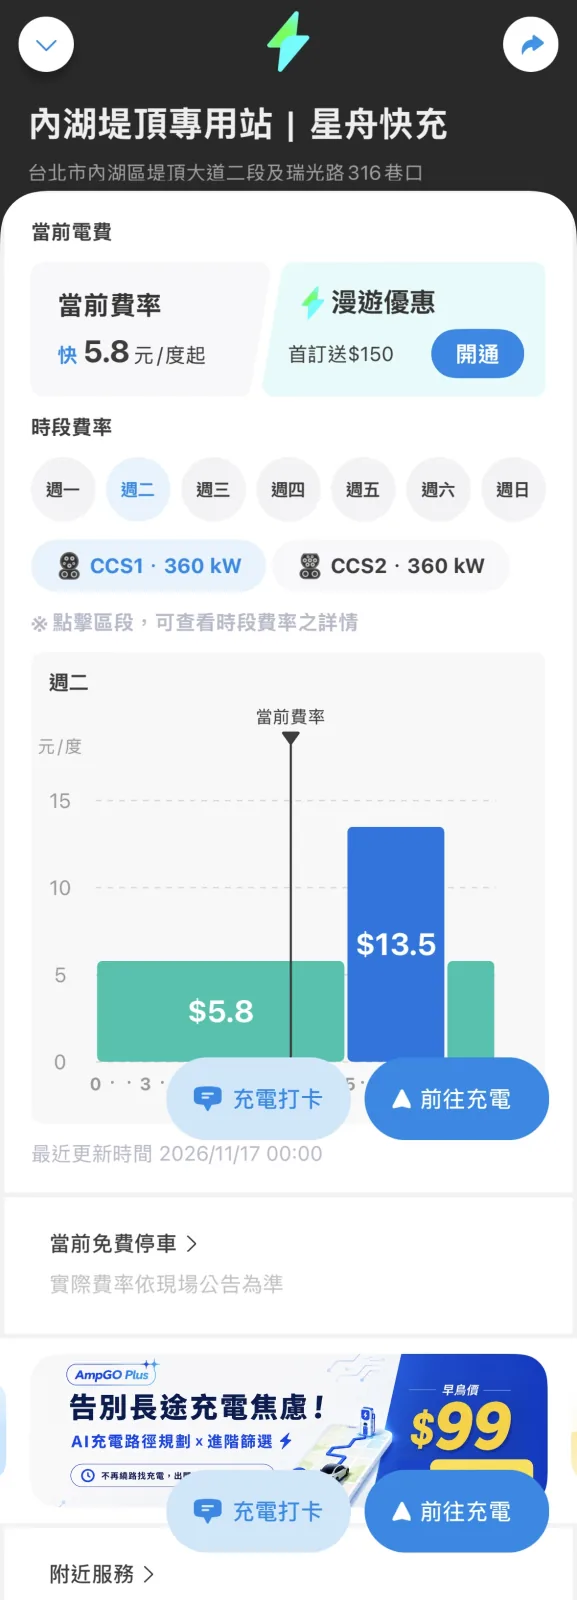 內湖堤頂專用站 | 星舟快充
台北市內湖區堤頂大道二段及瑞光路316巷口
當前電費
當前費率
快 5.8 元/度起
漫遊優惠
首訂送$150
開通
時段費率
週一 週二 週三 週四 週五 週六 週日
CCS1 · 360 kW
CCS2 · 360 kW
※ 點擊區段，可查看時段費率之詳情
週二
當前費率
元/度
15
10
5
0
$5.8
$13.5
0 · · 3 ·
5 ·
充電打卡
前往充電
最近更新時間 2026/11/17 00:00
當前免費停車
實際費率依現場公告為準
AmpGO Plus
告別長途充電焦慮！
AI充電路徑規劃 x 進階篩選
不再繞路找充電，出
早鳥價
$99
充電打卡
前往充電
附近服務